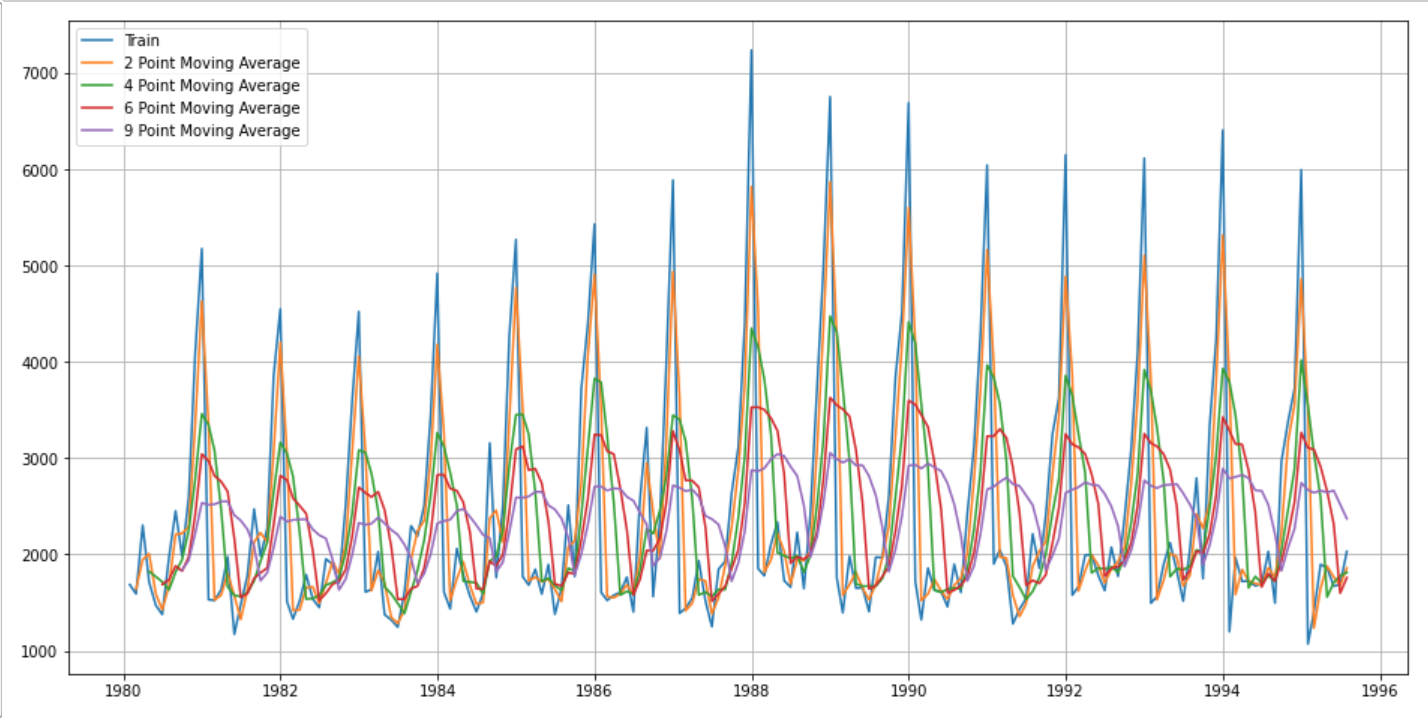 Train
2 Point Moving Average
4 Point Moving Average
6 Point Moving Average
9 Point Moving Average
7000
6000
5000
4000
3000
2000
1000
1980 1982 1984 1986 1988 1990 1992 1994 1996